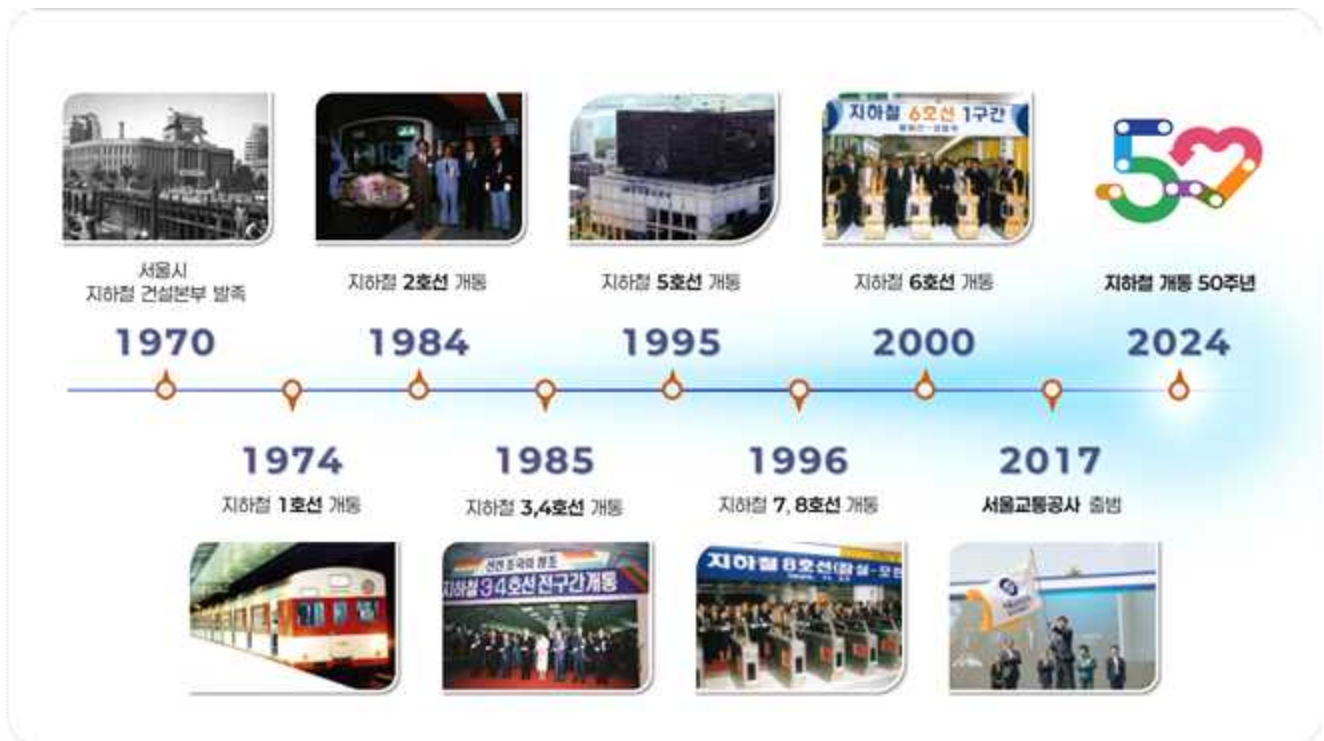 지하철 6호선 1구간
50
서울시
지하철 건설본부 발족
지하철 2호선 개통
지하철 5호선 개통
지하철 6호선 개통
지하철 개통 50주년
1970
1984
1995
2000
2024
1974
1985
1996
2017
지하철 1호선 개통
지하철 3,4호선 개통
지하철 7, 8호선 개통
서울교통공사 출범
지하철 3 4호선 전구간개통
지하철 8호선(잠실-모란